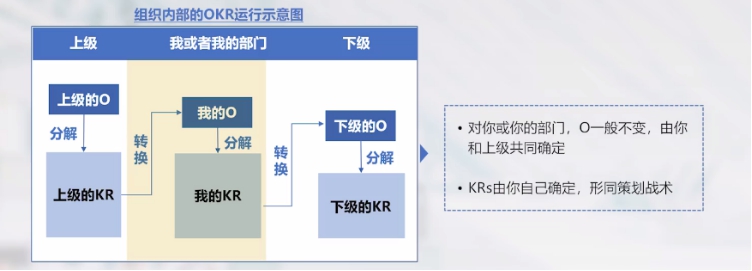 组织内部的OKR运行示意图
上级
我或者我的部门
下级
上级的O
分解
上级的KR
转换
我的O
分解
我的KR
转换
下级的O
分解
下级的KR
• 对你或你的部门，O一般不变，由你
和上级共同确定
• KRs由你自己确定，形同策划战术